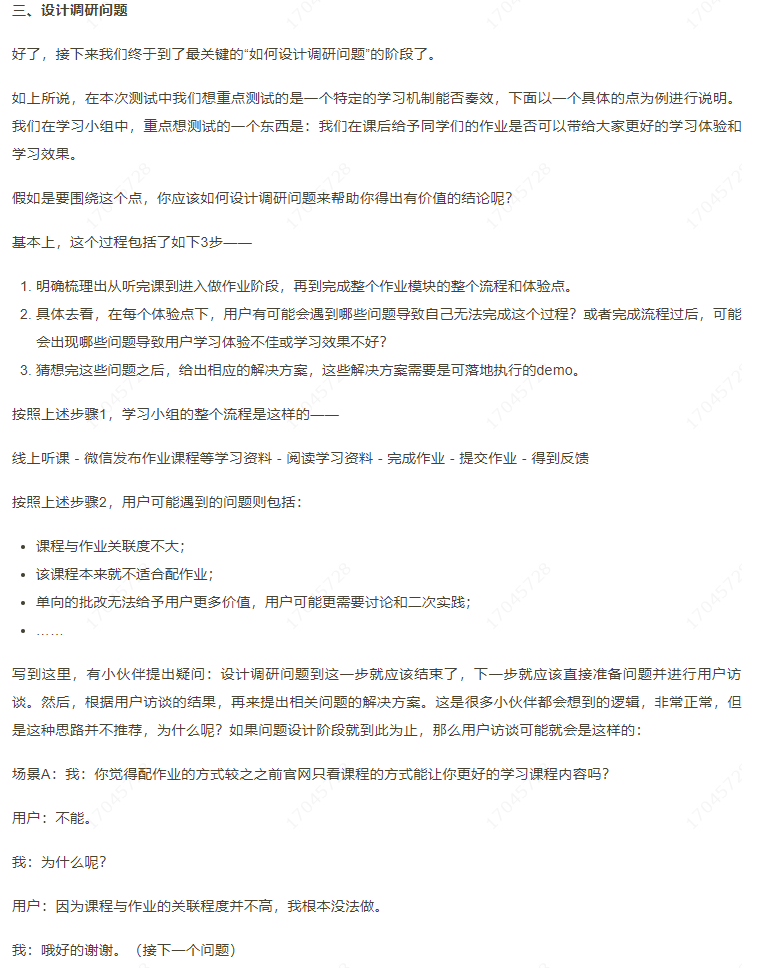 三、设计调研问题
好了，接下来我们终于到了最关键的“如何设计调研问题”的阶段了。
如上所说，在本次测试中我们想重点测试的是一个特定的学习机制能否奏效，下面以一个具体的点为例进行说明。
我们在学习小组中，重点想测试的一个东西是：我们在课后给予同学们的作业是否可以带给大家更好的学习体验和
学习效果。
假如是要围绕这个点，你应该如何设计调研问题来帮助你得出有价值的结论呢？
基本上，这个过程包括了如下3步——
1. 明确梳理出从听完课到进入做作业阶段，再到完成整个作业模块的整个流程和体验点。
2. 具体去看，在每个体验点下，用户有可能会遇到哪些问题导致自己无法完成这个过程？或者完成流程过后，可能
会出现哪些问题导致用户学习体验不佳或学习效果不好？
3. 猜想完这些问题之后，给出相应的解决方案，这些解决方案需要是可落地执行的demo。
按照上述步骤1，学习小组的整个流程是这样的——
线上听课 - 微信发布作业课程等学习资料 - 阅读学习资料 - 完成作业 - 提交作业 - 得到反馈
按照上述步骤2，用户可能遇到的问题则包括：
• 课程与作业关联度不大；
• 该课程本来就不适合配作业；
• 单向的批改无法给予用户更多价值，用户可能更需要讨论和二次实践；
• ……
写到这里，有小伙伴提出疑问：设计调研问题到这一步就应该结束了，下一步就应该直接准备问题并进行用户访
谈。然后，根据用户访谈的结果，再来提出相关问题的解决方案。这是很多小伙伴都会想到的逻辑，非常正常，但
是这种思路并不推荐，为什么呢？如果问题设计阶段就到此为止，那么用户访谈可能就会是这样的：
场景A：我：你觉得配作业的方式较之之前官网只看课程的方式能让你更好的学习课程内容吗？
用户：不能。
我：为什么呢？
用户：因为课程与作业的关联程度并不高，我根本没法做。
我：哦好的谢谢。（接下一个问题）
17045728